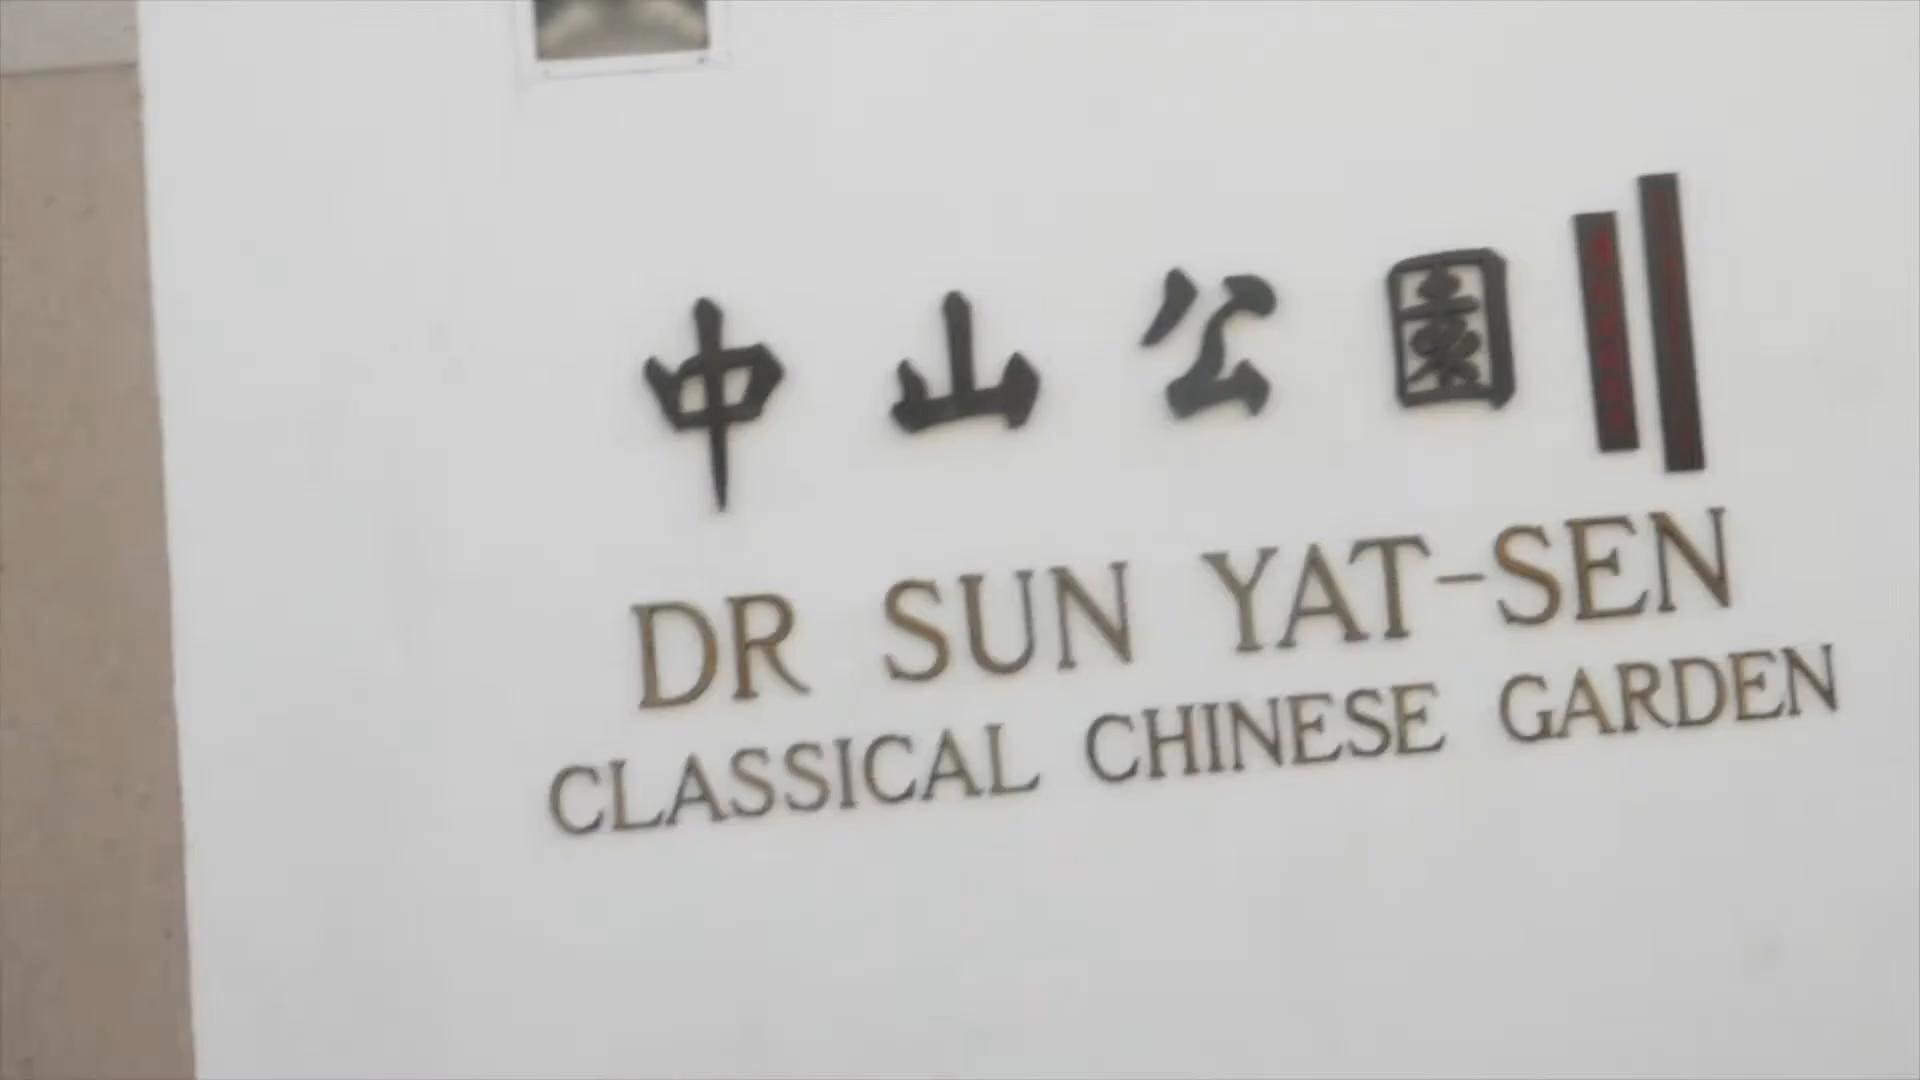 中山公園
DR SUN YAT-SEN
CLASSICAL CHINESE GARDEN